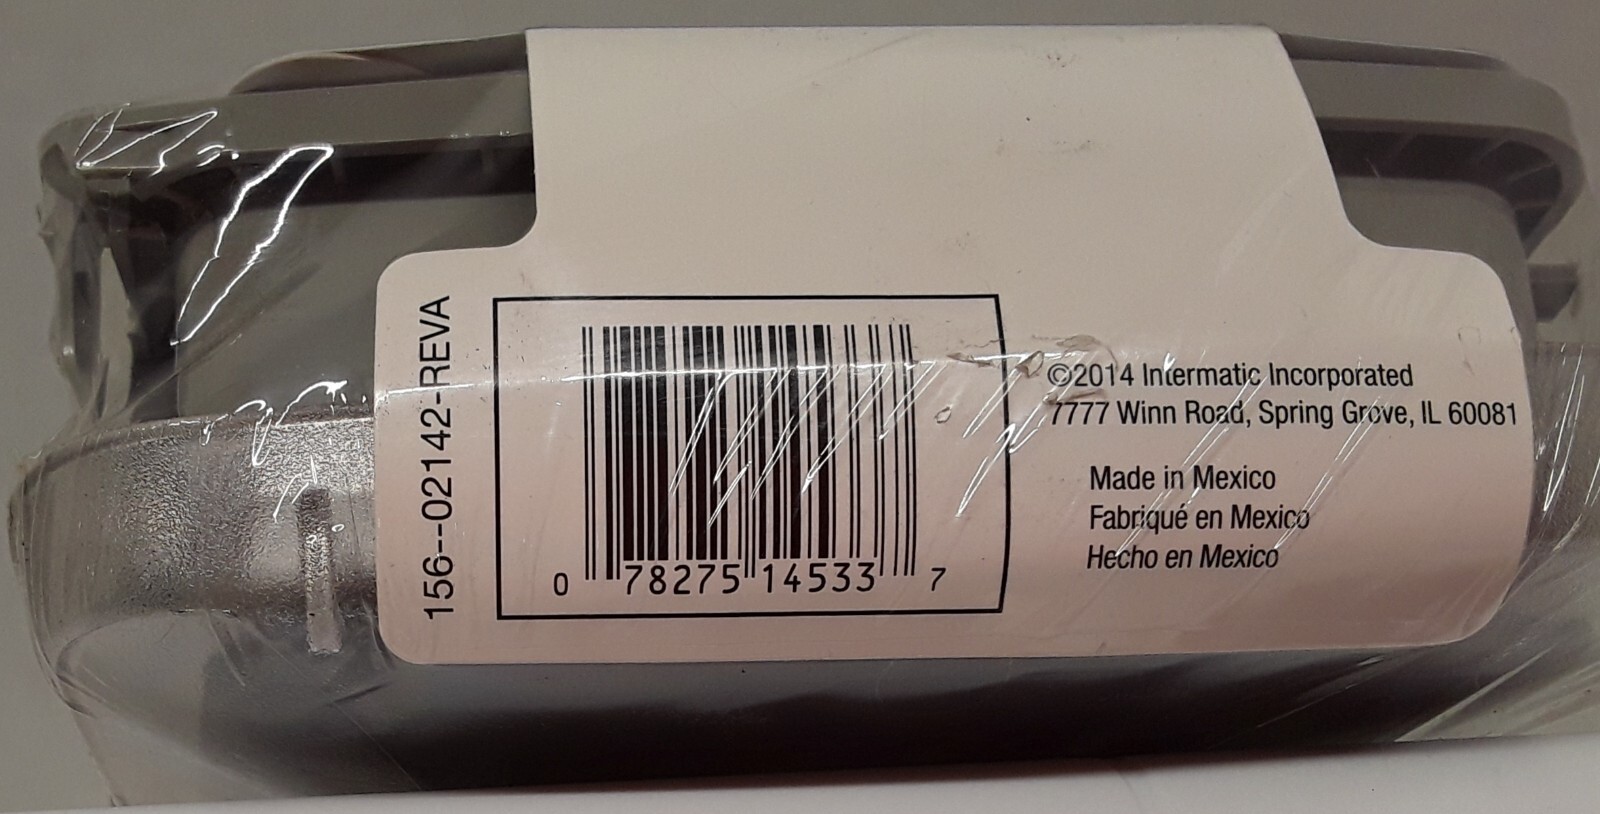 156--02142-REVA
0 78275 14533 7
©2014 Intermatic Incorporated
7777 Winn Road, Spring Grove, IL 60081
Made in Mexico
Fabriqué en Mexico
Hecho en Mexico